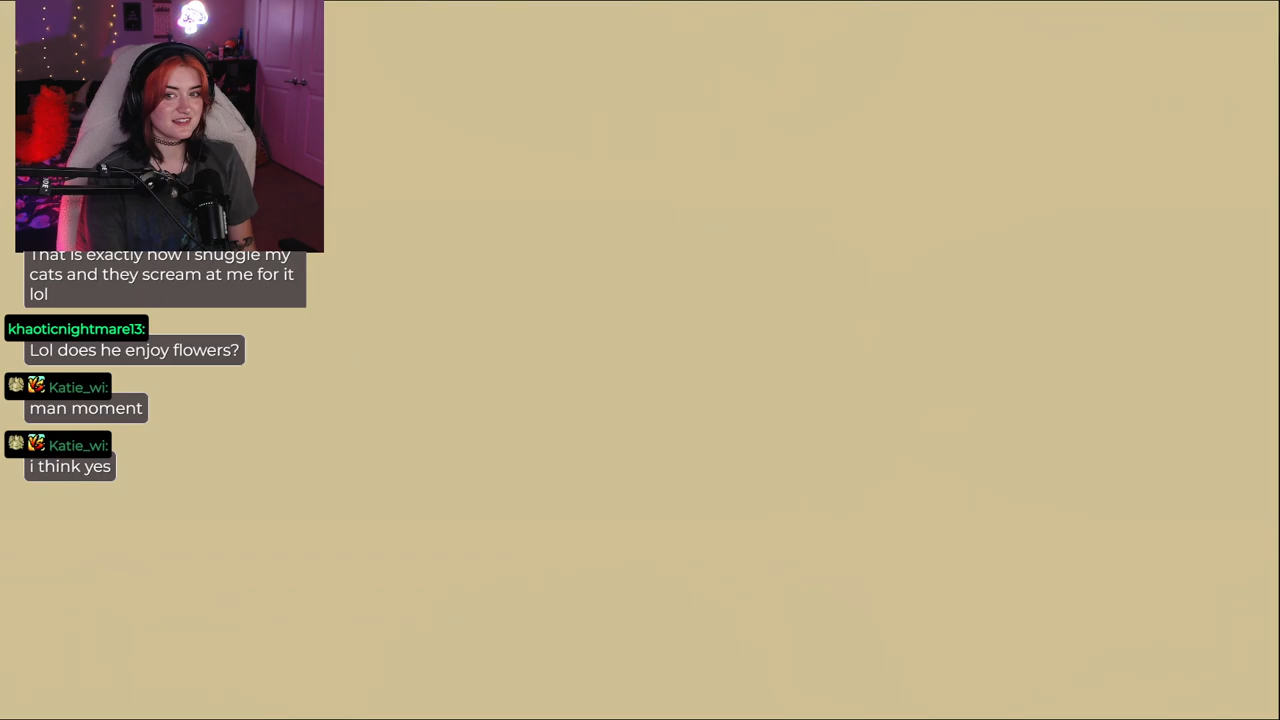 That is exactly how i snuggle my
cats and they scream at me for it
lol
khaoticnightmare13:
Lol does he enjoy flowers?
Katie_wi:
man moment
Katie_wi:
i think yes